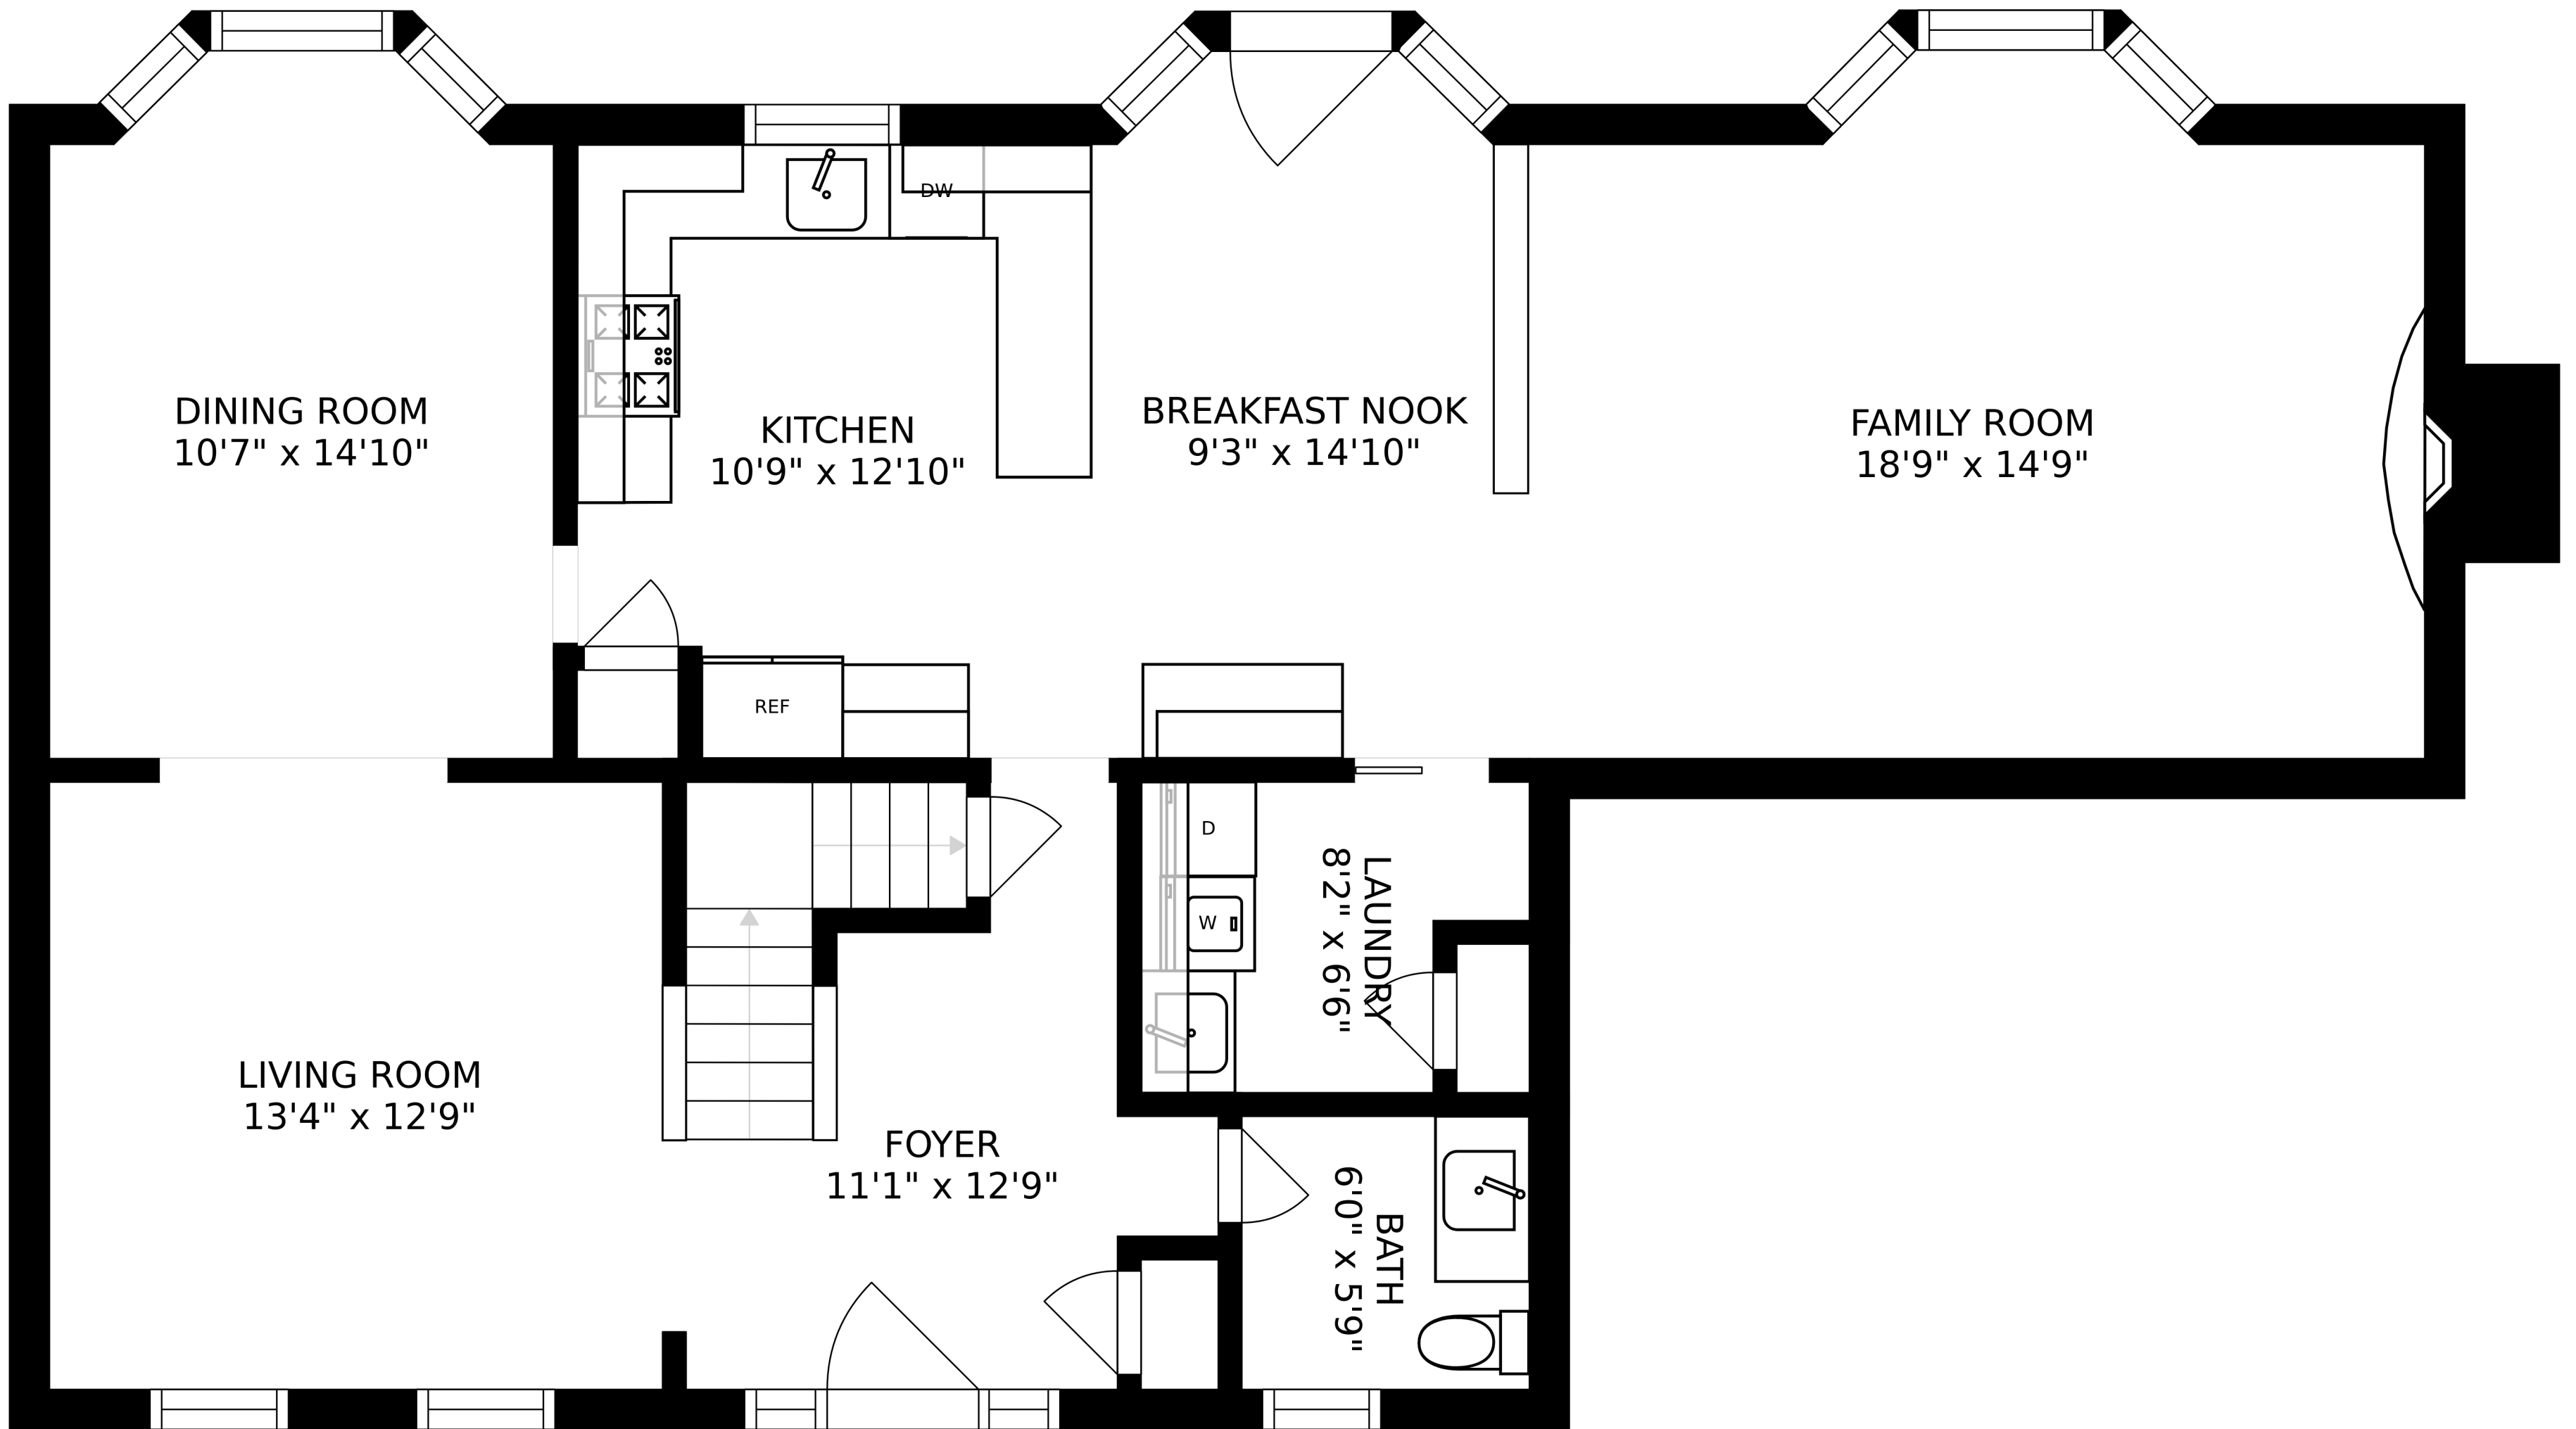 DINING ROOM
10'7" x 14'10"
KITCHEN
10'9" x 12'10"
DW
BREAKFAST NOOK
9'3" x 14'10"
FAMILY ROOM
18'9" x 14'9"
REF
D
W
LAUNDRY
8'2" x 6'6"
LIVING ROOM
13'4" x 12'9"
FOYER
11'1" x 12'9"
BATH
6'0" x 5'9"